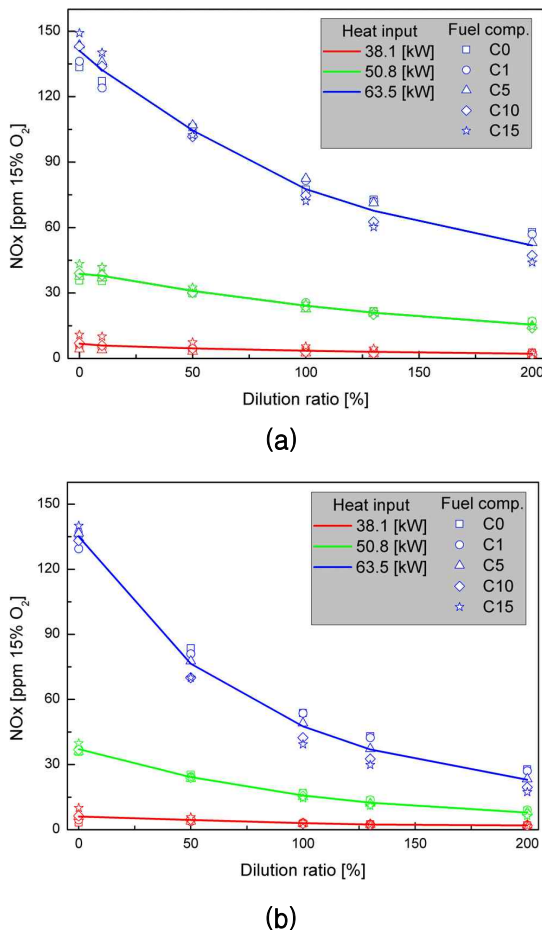 150
120
90
60
30
0
NOx [ppm 15% O2]
Heat input
38.1 [kW]
50.8 [kW]
63.5 [kW]
Fuel comp.
C0
C1
C5
C10
C15
0 50 100 150 200
Dilution ratio [%]
(a)
150
120
90
60
30
0
NOx [ppm 15% O2]
Heat input
38.1 [kW]
50.8 [kW]
63.5 [kW]
Fuel comp.
C0
C1
C5
C10
C15
0 50 100 150 200
Dilution ratio [%]
(b)